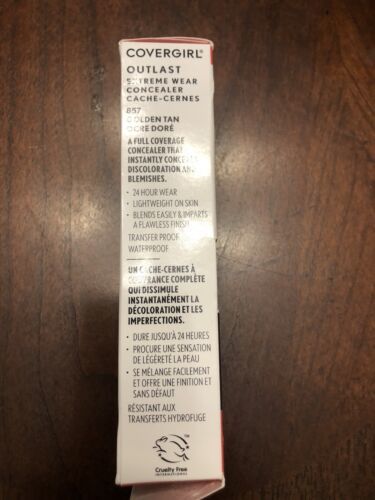 COVERGIRL®
OUTLAST
EXTREME WEAR
CONCEALER
CACHE-CERNES
857
GOLDEN TAN
OCRE DORÉ
A FULL COVERAGE
CONCEALER THAT
INSTANTLY CONCEALS
DISCOLORATION AND
BLEMISHES.
• 24 HOUR WEAR
• LIGHTWEIGHT ON SKIN
• BLENDS EASILY & IMPARTS
A FLAWLESS FINISH
TRANSFER PROOF
WATERPROOF
UN CACHE-CERNES À
COUVRANCE COMPLÈTE
QUI DISSIMULE
INSTANTANÉMENT LA
DÉCOLORATION ET LES
IMPERFECTIONS.
• DURE JUSQU'À 24 HEURES
• PROCURE UNE SENSATION
DE LÉGÈRETÉ LA PEAU
• SE MÉLANGE FACILEMENT
ET OFFRE UNE FINITION ET
SANS DÉFAUT
RÉSISTANT AUX
TRANSFERTS HYDROFUGE
TM
Cruelty Free
INTERNATIONAL